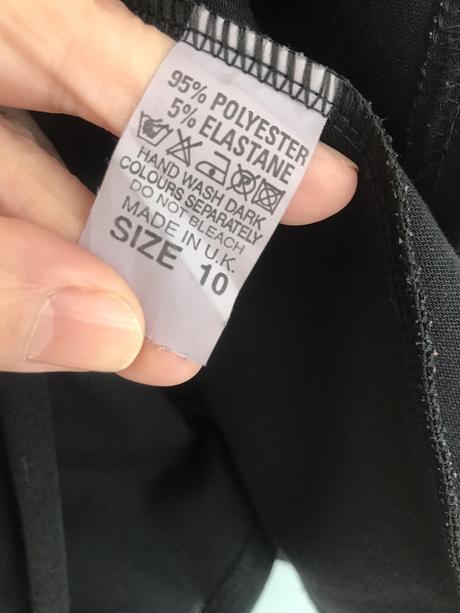 95% POLYESTER
5% ELASTANE
HAND WASH DARK
COLOURS SEPARATELY
DO NOT BLEACH
MADE IN U.K.
SIZE 10